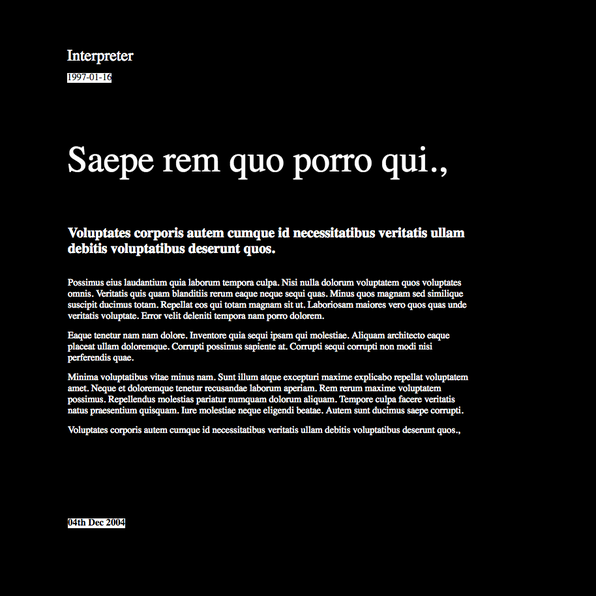 Interpreter
1997-01-16
Saepe rem quo porro qui.,
Voluptates corporis autem cumque id necessitatibus veritatis ullam
debitis voluptatibus deserunt quos.
Possimus eius laudantium quia laborum tempora culpa. Nisi nulla dolorum voluptatem quos voluptates
omnis. Veritatis quis quam blanditiis rerum eaque neque sequi quas. Minus quos magnam sed similique
suscipit ducimus totam. Repellat eos qui totam magnam sit ut. Laboriosam maiores vero quos quas unde
veritatis voluptate. Error velit deleniti tempora nam porro dolorem.
Eaque tenetur nam nam dolore. Inventore quia sequi ipsam qui molestiae. Aliquam architecto eaque
placeat ullam doloremque. Corrupti possimus sapiente at. Corrupti sequi corrupti non modi nisi
perferendis quae.
Minima voluptatibus vitae minus nam. Sunt illum atque excepturi maxime explicabo repellat voluptatem
amet. Neque et doloremque tenetur recusandae laborum aperiam. Rem rerum maxime voluptatem
possimus. Repellendus molestias pariatur numquam dolorum aliquam. Tempore culpa facere veritatis
natus praesentium quisquam. Iure molestiae neque eligendi beatae. Autem sunt ducimus saepe corrupti.
Voluptates corporis autem cumque id necessitatibus veritatis ullam debitis voluptatibus deserunt quos.,
04th Dec 2004